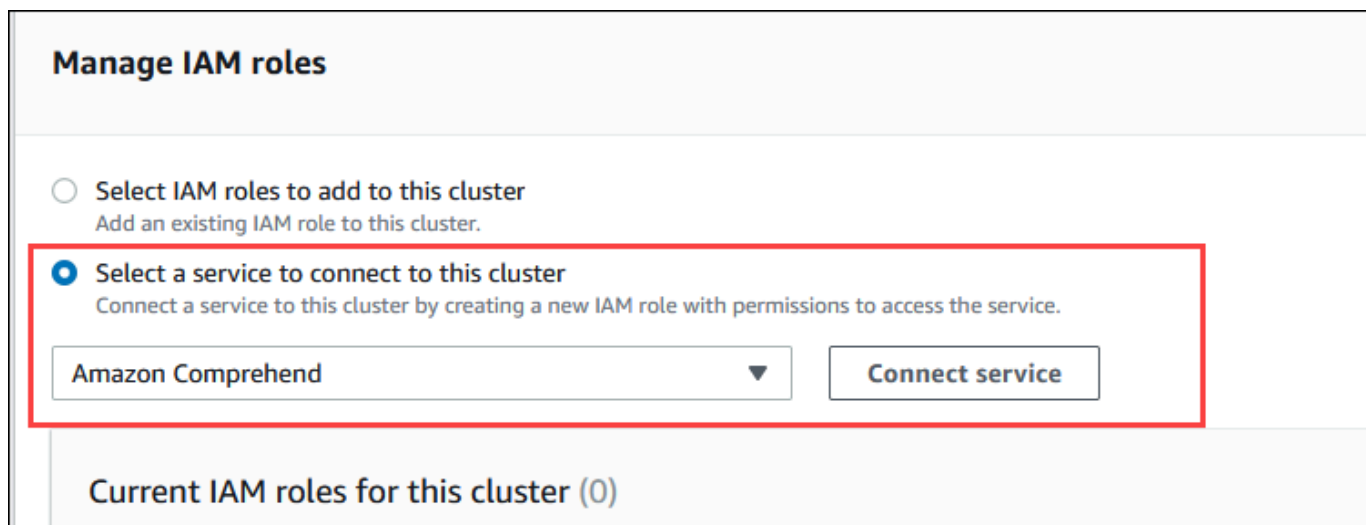 Manage IAM roles
Select IAM roles to add to this cluster
Add an existing IAM role to this cluster.
Select a service to connect to this cluster
Connect a service to this cluster by creating a new IAM role with permissions to access the service.
Amazon Comprehend
Connect service
Current IAM roles for this cluster (0)